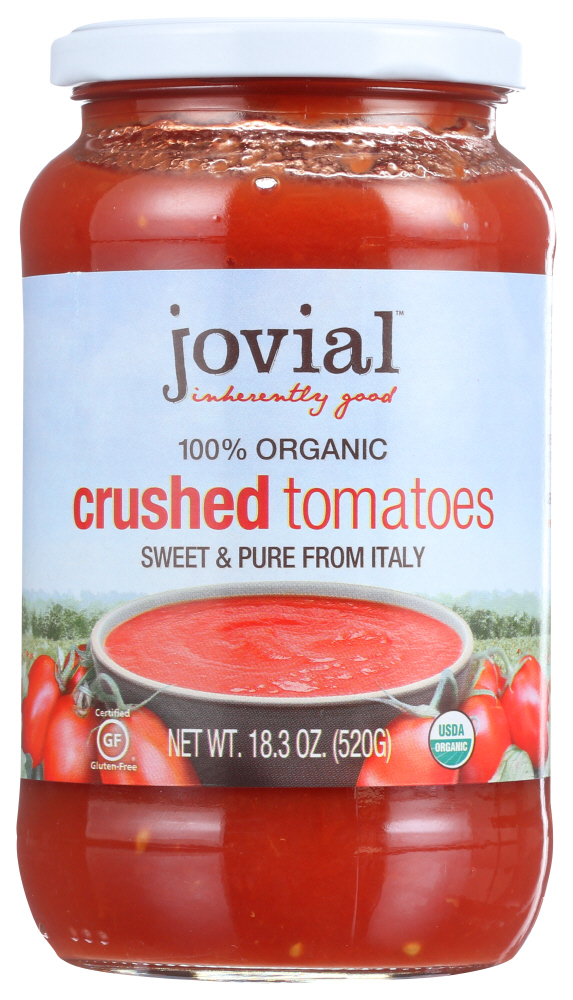 jovial™
inherently good
100% ORGANIC
crushed tomatoes
SWEET & PURE FROM ITALY
Certified
GF
Gluten-Free
NET WT. 18.3 OZ. (520G)
USDA
ORGANIC